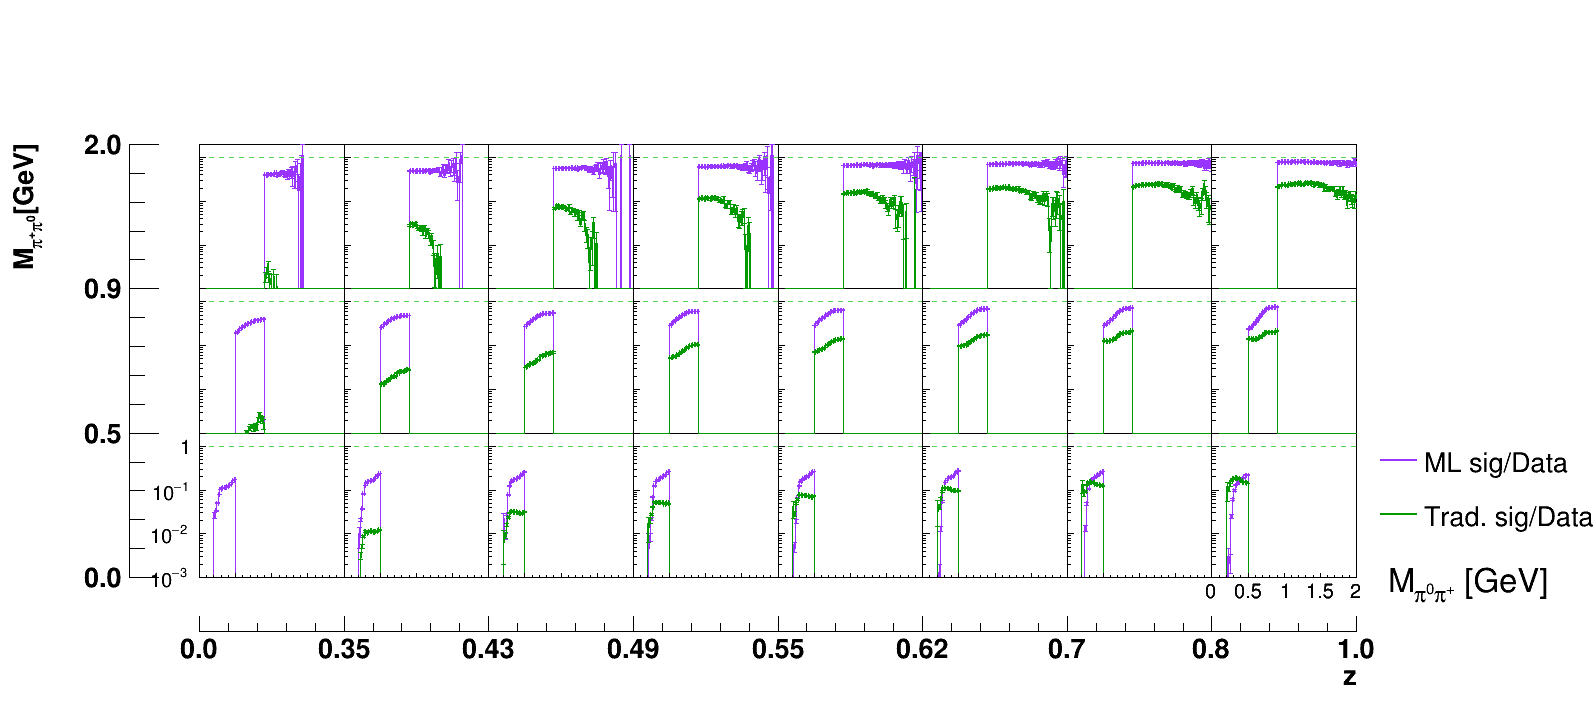 M π⁺π⁰ [GeV]
2.0
0.9
0.5
0.0
1
10⁻¹
10⁻²
10⁻³
ML sig/Data
Trad. sig/Data
0 0.5 1 1.5 2
M π⁰π⁺ [GeV]
0.0 0.35 0.43 0.49 0.55 0.62 0.7 0.8 1.0
z